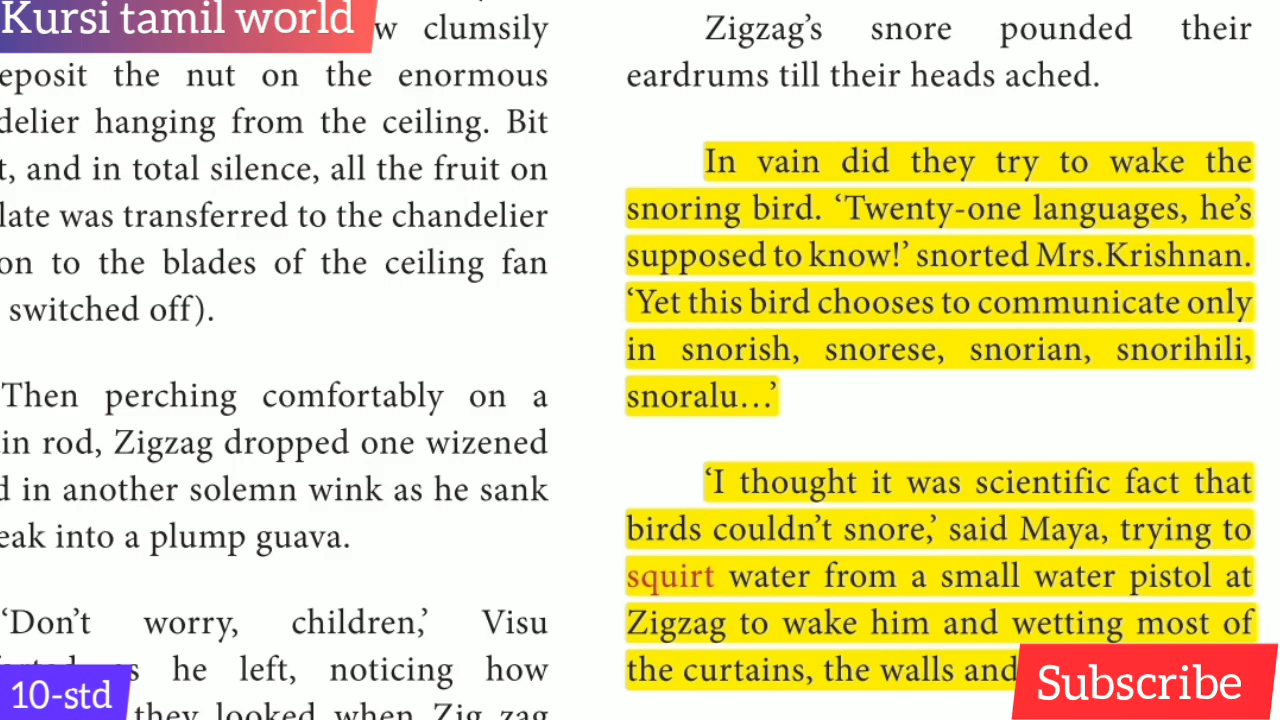 Kursi tamil world
w clumsily
eposit the nut on the enormous
delier hanging from the ceiling. Bit
t, and in total silence, all the fruit on
late was transferred to the chandelier
on to the blades of the ceiling fan
switched off).
Then perching comfortably on a
in rod, Zigzag dropped one wizened
d in another solemn wink as he sank
eak into a plump guava.
‘Don’t worry, children,’ Visu
s he left, noticing how
they looked when Zig zag
10-std
Zigzag’s snore pounded their
eardrums till their heads ached.
In vain did they try to wake the
snoring bird. ‘Twenty-one languages, he’s
supposed to know!’ snorted Mrs.Krishnan.
‘Yet this bird chooses to communicate only
in snorish, snorese, snorian, snorihili,
snoralu...’
‘I thought it was scientific fact that
birds couldn’t snore,’ said Maya, trying to
squirt water from a small water pistol at
Zigzag to wake him and wetting most of
the curtains, the walls and
Subscribe